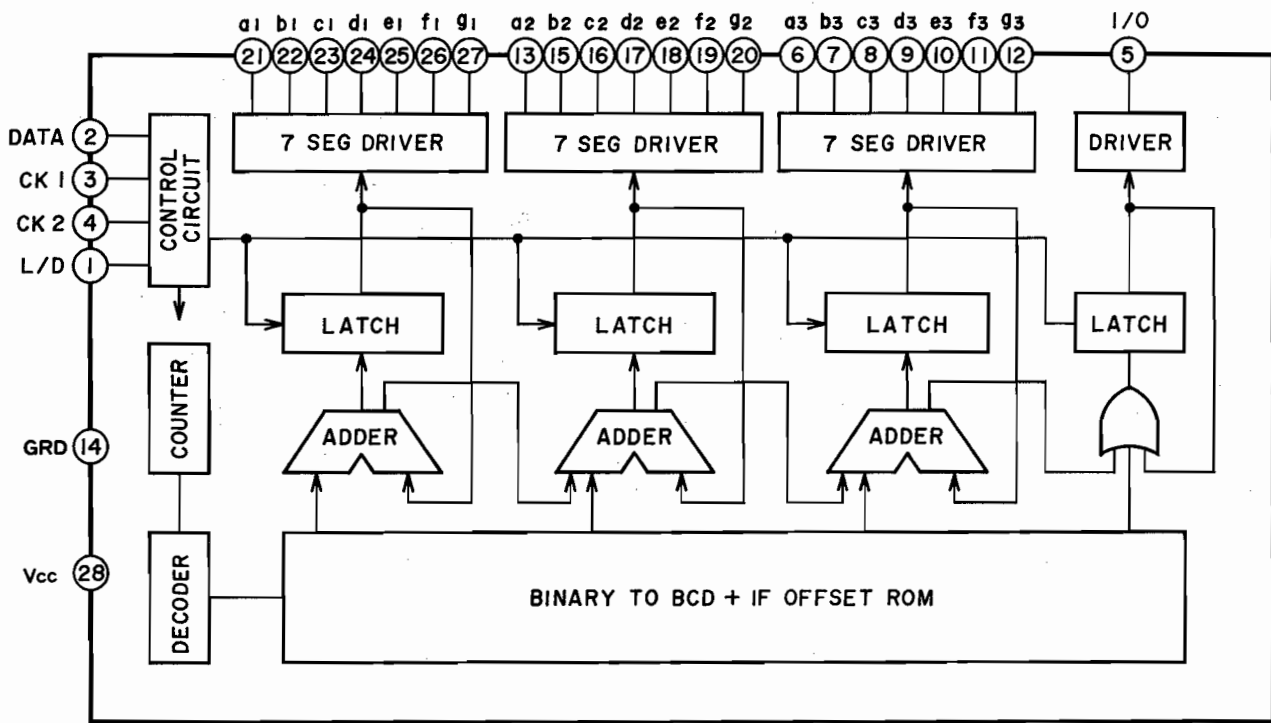 a1 b1 c1 d1 e1 f1 g1 a2 b2 c2 d2 e2 f2 g2 a3 b3 c3 d3 e3 f3 g3 I/O
21 22 23 24 25 26 27 13 15 16 17 18 19 20 6 7 8 9 10 11 12 5
DATA 2
CK 1 3
CK 2 4
L/D 1
CONTROL
CIRCUIT
7 SEG DRIVER 7 SEG DRIVER 7 SEG DRIVER DRIVER
LATCH LATCH LATCH LATCH
COUNTER
ADDER ADDER ADDER
GRD 14
Vcc 28
DECODER
BINARY TO BCD + IF OFFSET ROM